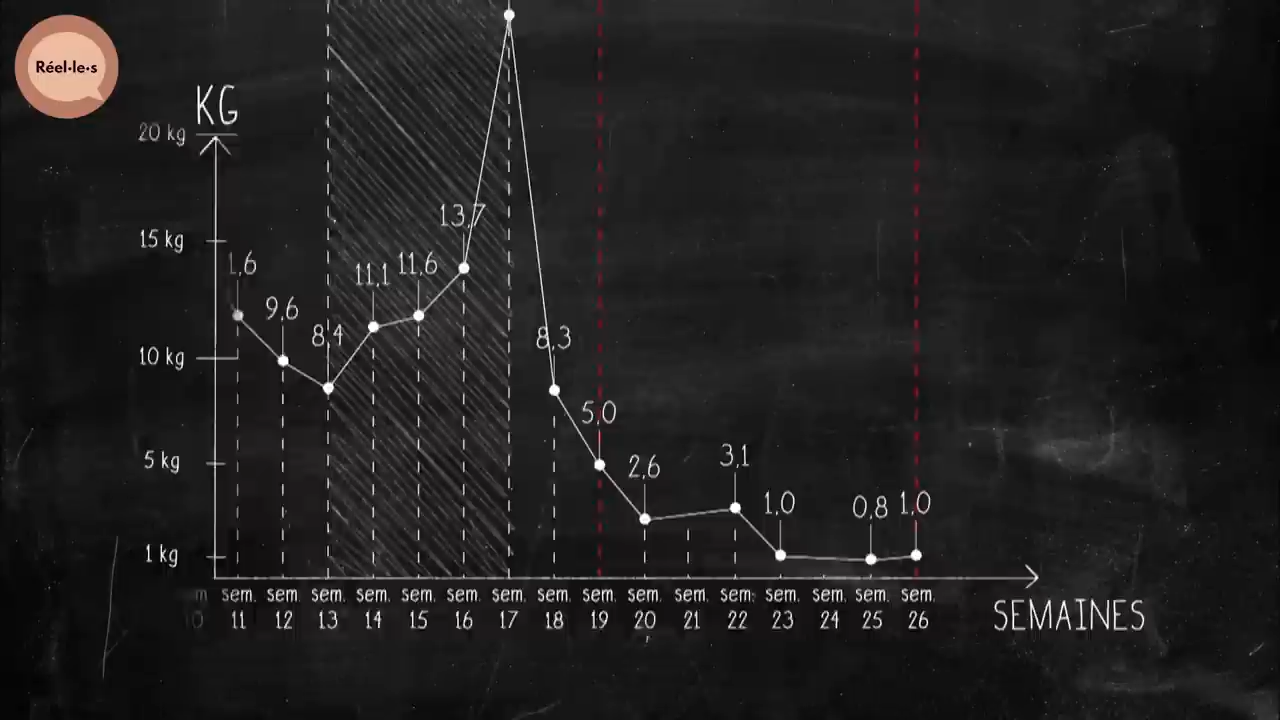 Réel·le·s
KG
20 kg
15 kg
10 kg
5 kg
1 kg
1,6
9,6
8,4
11,1
11,6
13,7
8,3
5,0
2,6
3,1
1,0
0,8
1,0
sem. sem. sem. sem. sem. sem. sem. sem. sem. sem. sem. sem. sem. sem. sem. sem.
11 12 13 14 15 16 17 18 19 20 21 22 23 24 25 26
SEMAINES